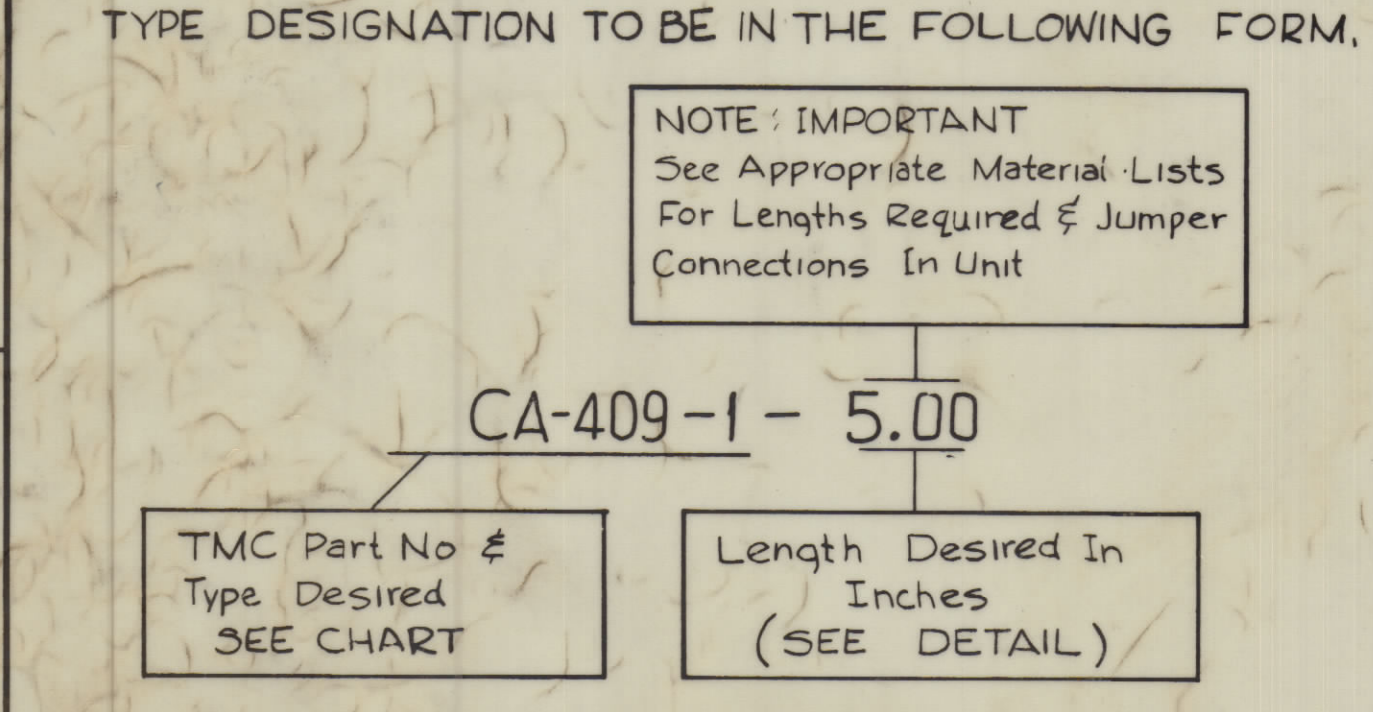 TYPE DESIGNATION TO BE IN THE FOLLOWING FORM.
NOTE: IMPORTANT
See Appropriate Material Lists
For Lengths Required & Jumper
Connections In Unit
CA-409-1 - 5.00
TMC Part No &
Type Desired
SEE CHART
Length Desired In
Inches
(SEE DETAIL)